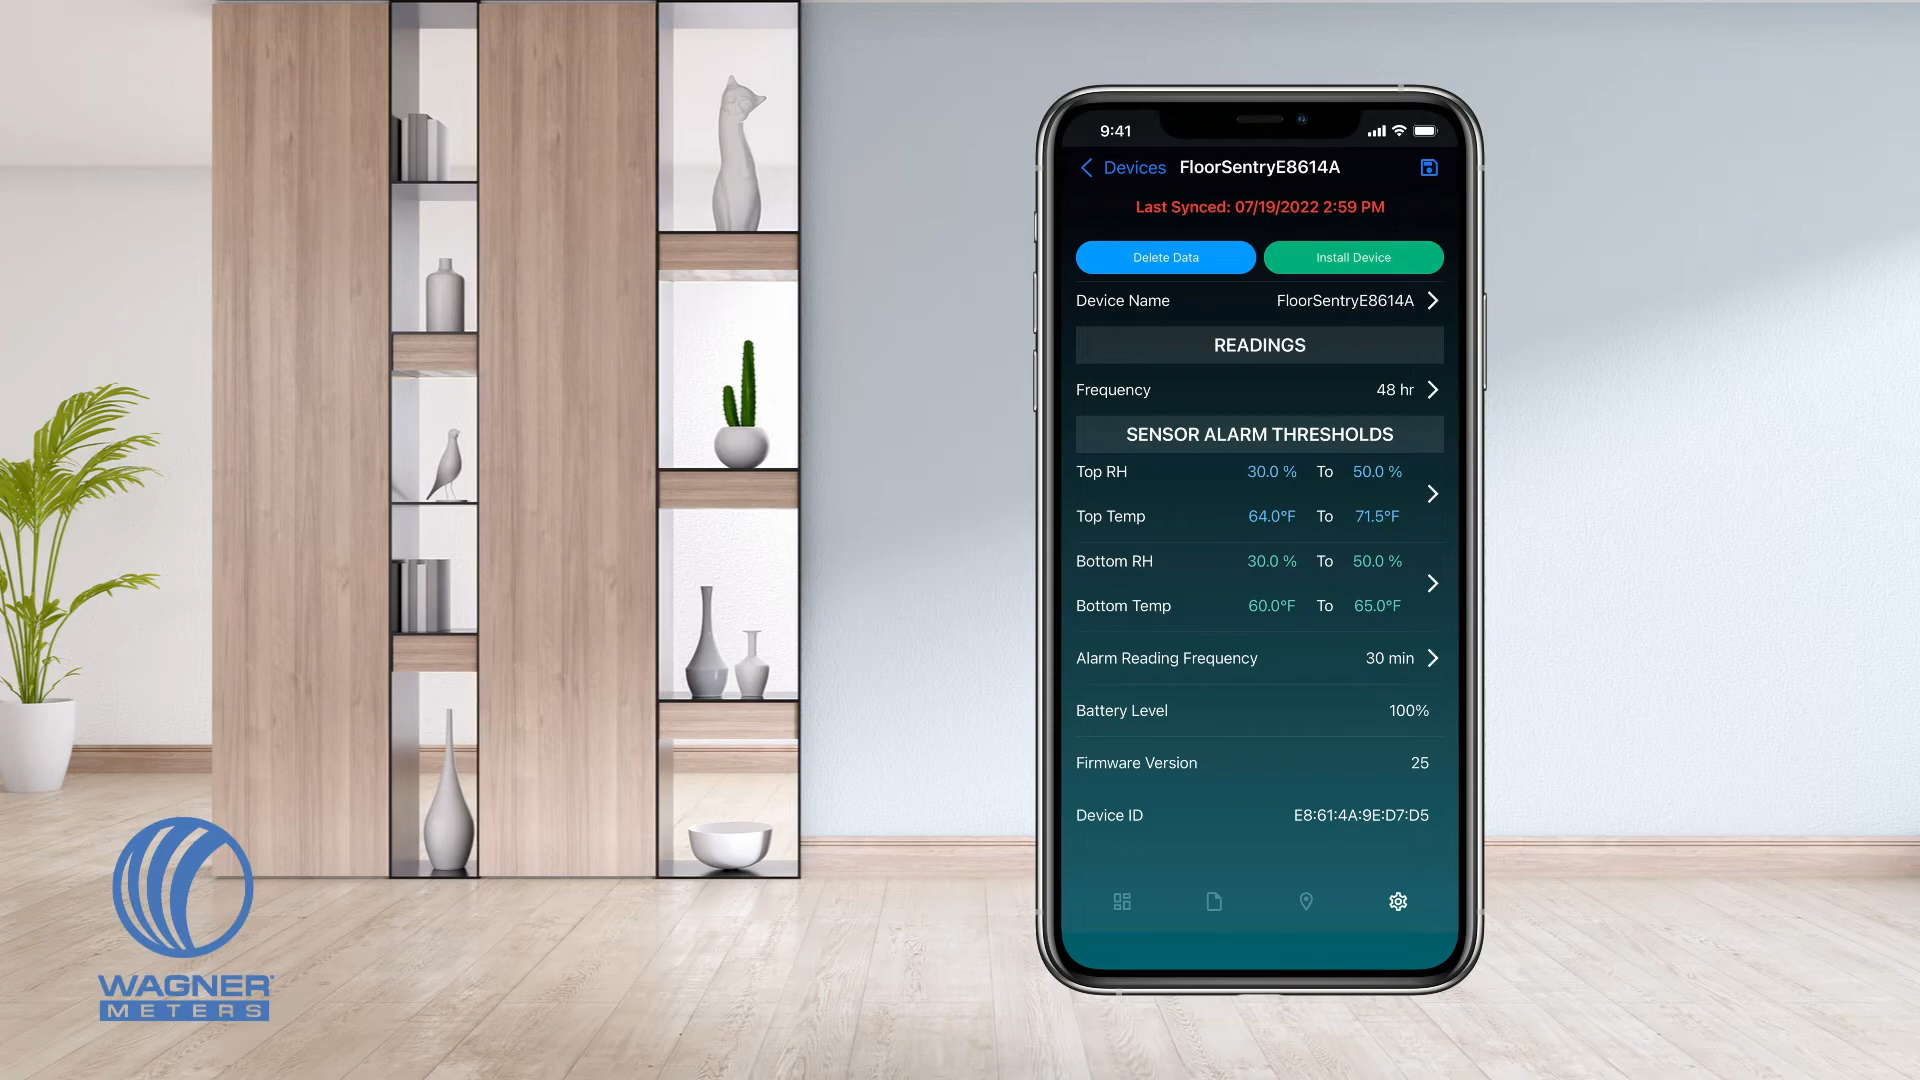 9:41
Devices FloorSentryE8614A
Last Synced: 07/19/2022 2:59 PM
Delete Data Install Device
Device Name FloorSentryE8614A
READINGS
Frequency 48 hr
SENSOR ALARM THRESHOLDS
Top RH 30.0 % To 50.0 %
Top Temp 64.0°F To 71.5°F
Bottom RH 30.0 % To 50.0 %
Bottom Temp 60.0°F To 65.0°F
Alarm Reading Frequency 30 min
Battery Level 100%
Firmware Version 25
Device ID E8:61:4A:9E:D7:D5
WAGNER®
METERS